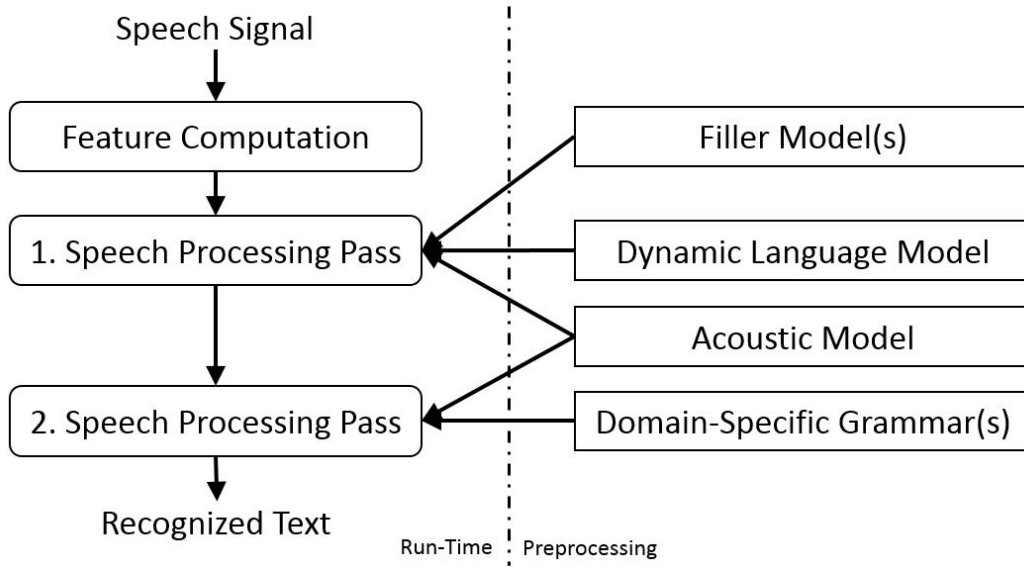 Speech Signal
Feature Computation
1. Speech Processing Pass
2. Speech Processing Pass
Recognized Text
Filler Model(s)
Dynamic Language Model
Acoustic Model
Domain-Specific Grammar(s)
Run-Time
Preprocessing